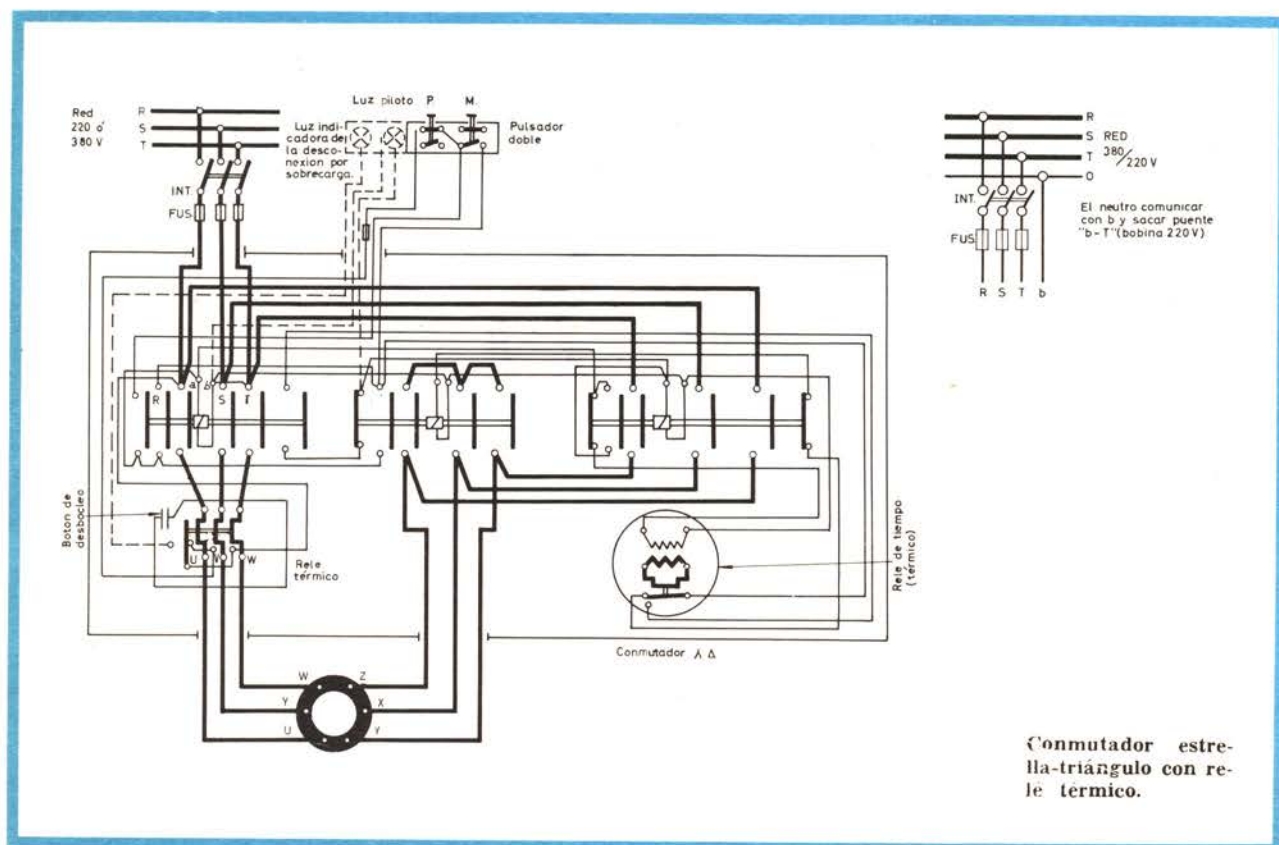 Red
220 o'
380 V
R
S
T
INT.
FUS.
Luz indi-
cadora de
la desco-
nexion por
sobrecarga.
Luz piloto
P.
M.
Pulsador
doble
R
S
T
O
RED
380/
220 V
INT.
FUS.
R S T b
El neutro comunicar
con b y sacar puente
"b-T" (bobina 220 V)
R
a
b
S
T
Boton de
desbocleo
U V W
Rele
térmico
Rele de tiempo
(térmico)
Conmutador ⅄ Δ
W Z
Y X
U Y
Conmutador estre-
lla-triángulo con re-
lé térmico.